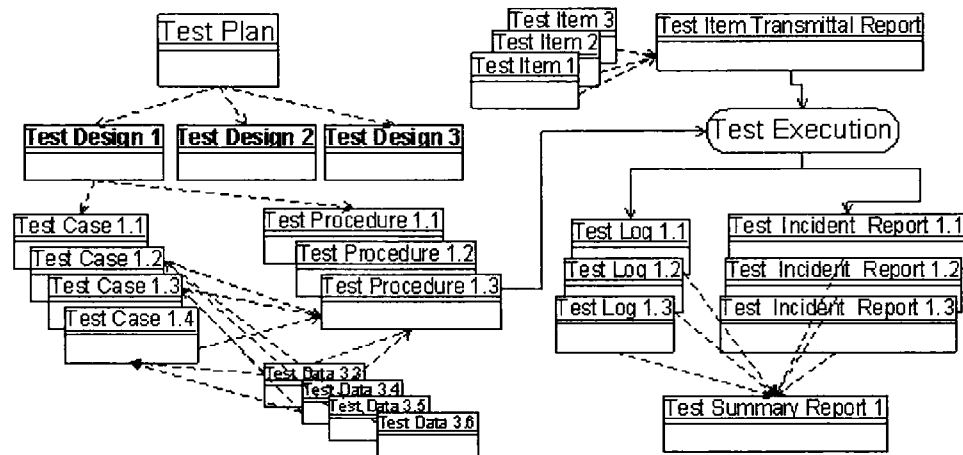 Test Plan
Test Item 3
Test Item 2
Test Item 1
Test Item Transmittal Report
Test Execution
Test Design 1
Test Design 2
Test Design 3
Test Case 1.1
Test Case 1.2
Test Case 1.3
Test Case 1.4
Test Procedure 1.1
Test Procedure 1.2
Test Procedure 1.3
Test Log 1.1
Test Log 1.2
Test Log 1.3
Test Incident Report 1.1
Test Incident Report 1.2
Test Incident Report 1.3
Test Data 3.3
Test Data 3.4
Test Data 3.5
Test Data 3.6
Test Summary Report 1